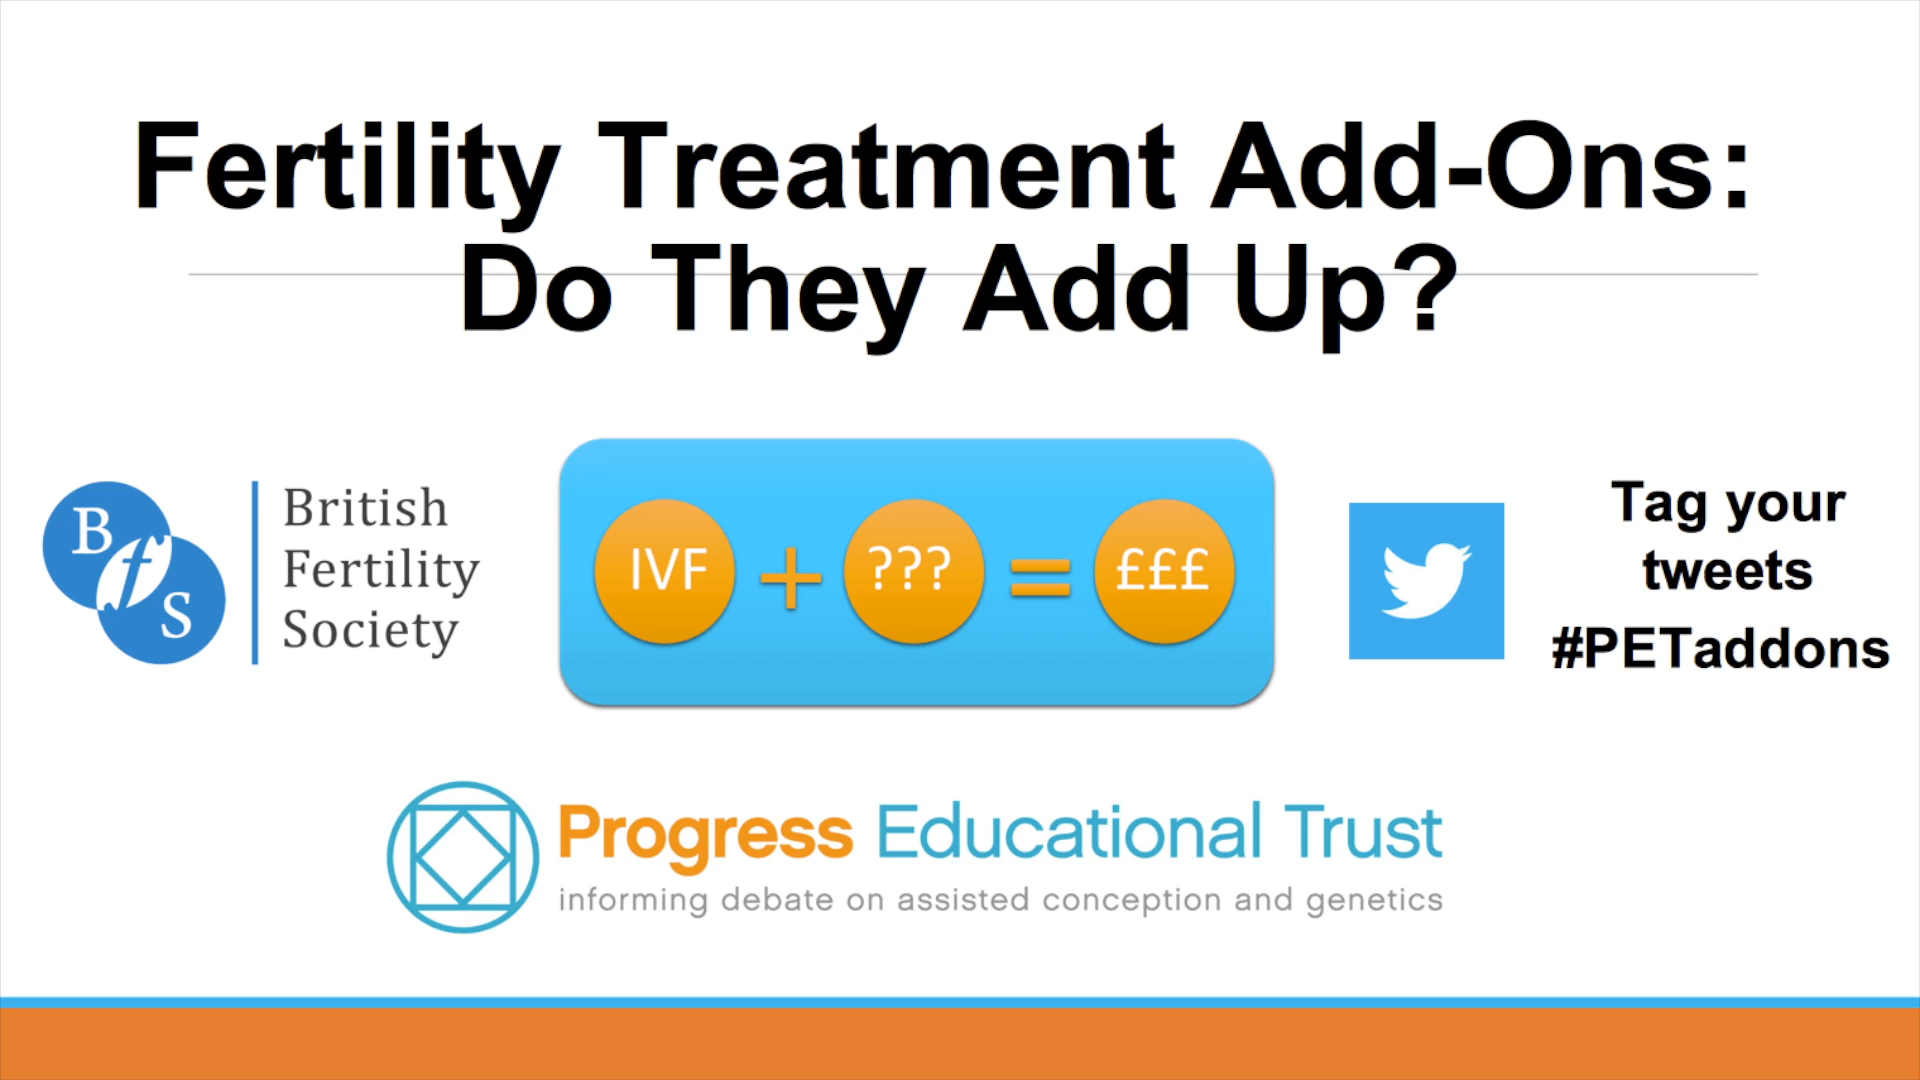 Fertility Treatment Add-Ons:
Do They Add Up?
BfS
British
Fertility
Society
IVF + ??? = £££
Tag your
tweets
#PETaddons
Progress Educational Trust
informing debate on assisted conception and genetics